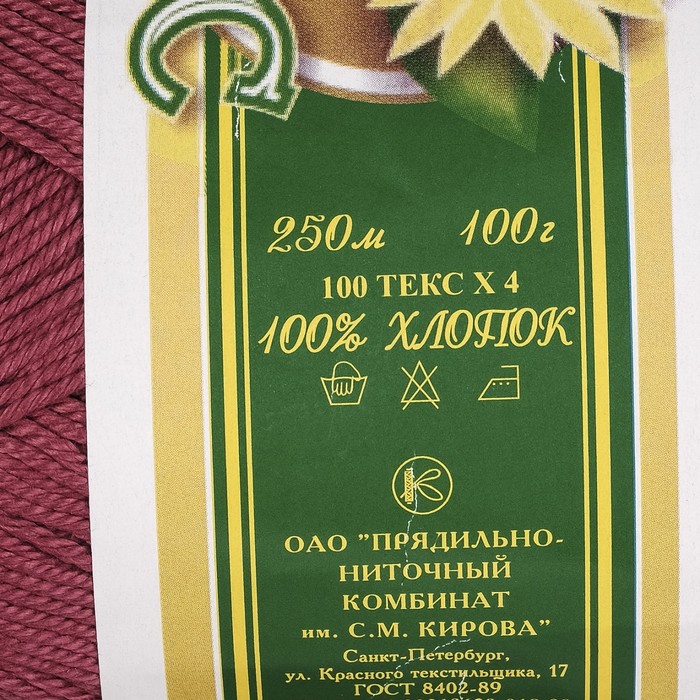 250м 100г
100 ТЕКС Х 4
100% ХЛОПОК
ОАО "ПРЯДИЛЬНО-
НИТОЧНЫЙ
КОМБИНАТ
им. С.М. КИРОВА"
Санкт-Петербург,
ул. Красного текстильщика, 17
ГОСТ 8402-89